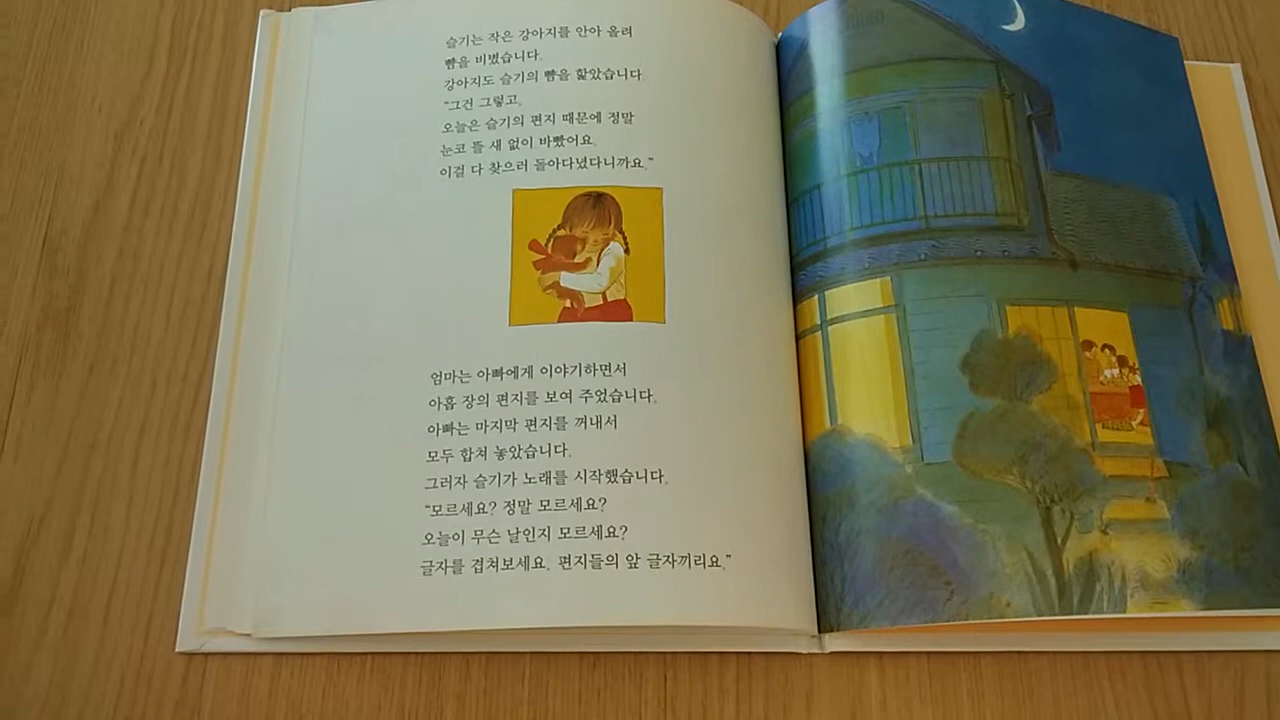 슬기는 작은 강아지를 안아 올려
뺨을 비볐습니다.
강아지도 슬기의 뺨을 핥았습니다.
"그건 그렇고,
오늘은 슬기의 편지 때문에 정말
눈코 뜰 새 없이 바빴어요.
이걸 다 찾으러 돌아다녔다니까요."
엄마는 아빠에게 이야기하면서
아홉 장의 편지를 보여 주었습니다.
아빠는 마지막 편지를 꺼내서
모두 합쳐 놓았습니다.
그러자 슬기가 노래를 시작했습니다.
"모르세요? 정말 모르세요?
오늘이 무슨 날인지 모르세요?
글자를 겹쳐보세요. 편지들의 앞 글자끼리요."